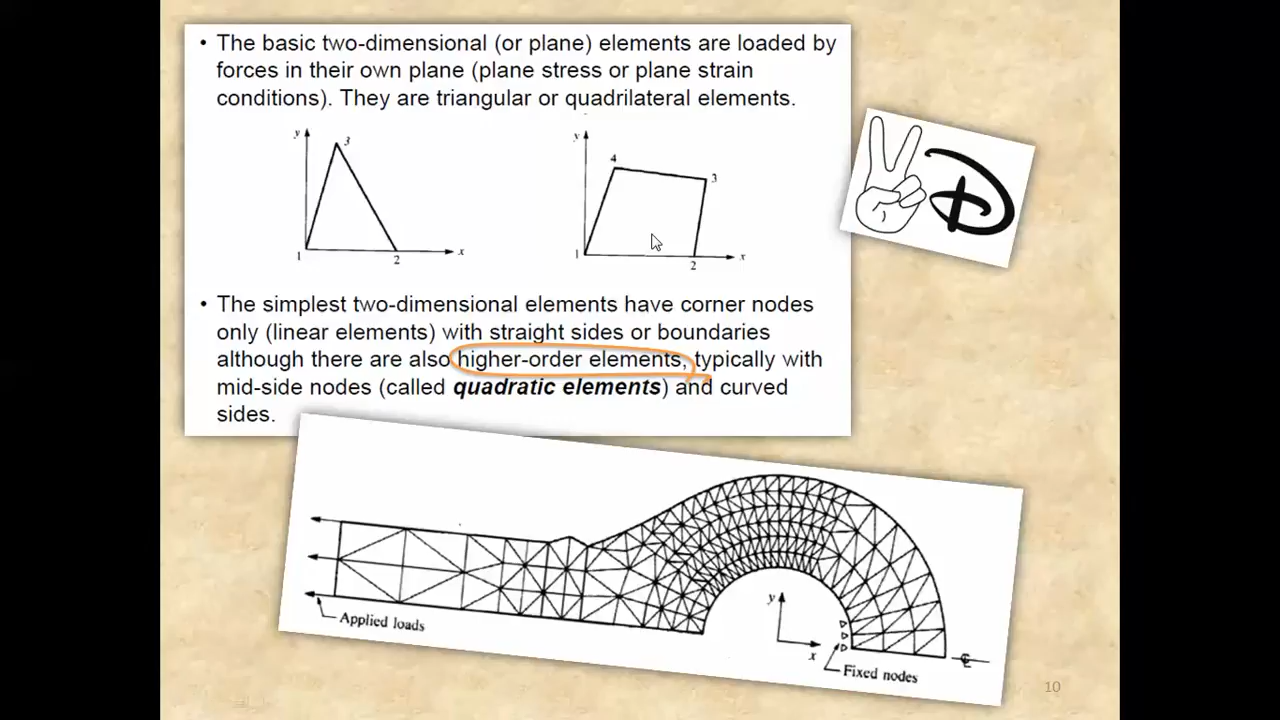 • The basic two-dimensional (or plane) elements are loaded by
forces in their own plane (plane stress or plane strain
conditions). They are triangular or quadrilateral elements.
y
3
1
2
x
y
4
3
1
2
x
D
• The simplest two-dimensional elements have corner nodes
only (linear elements) with straight sides or boundaries
although there are also higher-order elements, typically with
mid-side nodes (called quadratic elements) and curved
sides.
Applied loads
y
x
Fixed nodes
℄
10